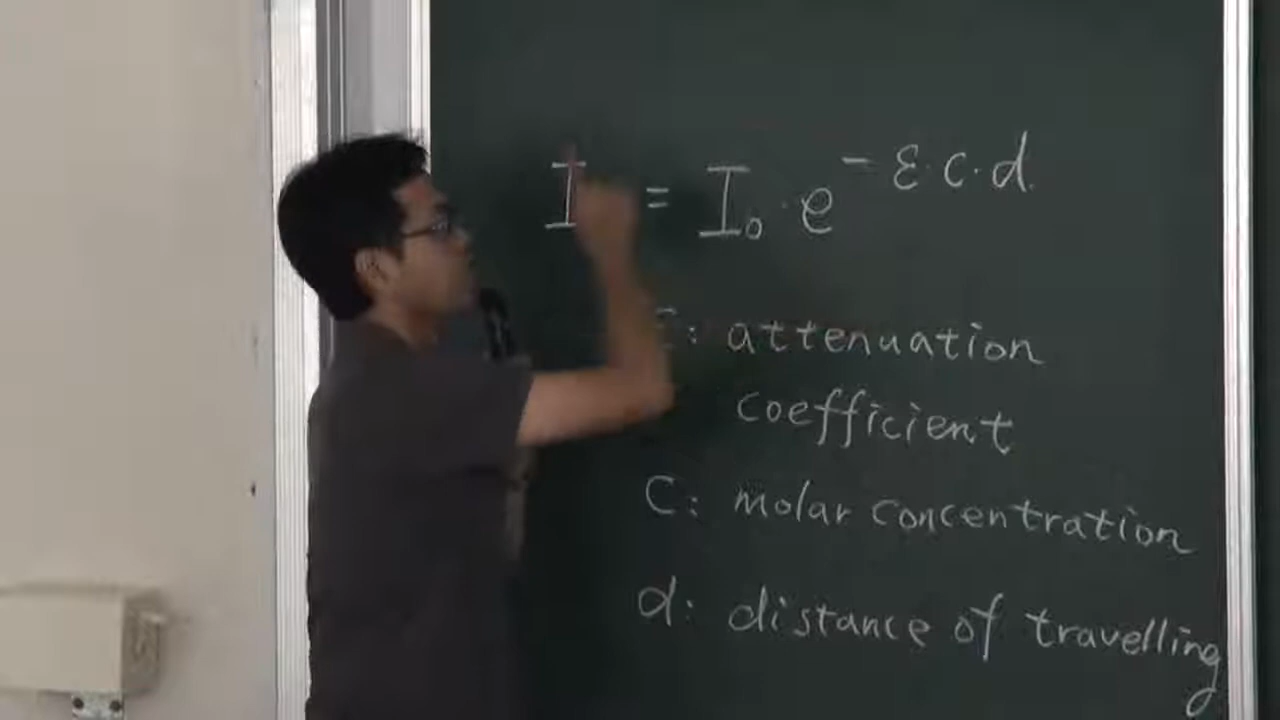 I = I₀ · e^{-ε·c·d}
ε: attenuation
coefficient
C: molar concentration
d: distance of travelling